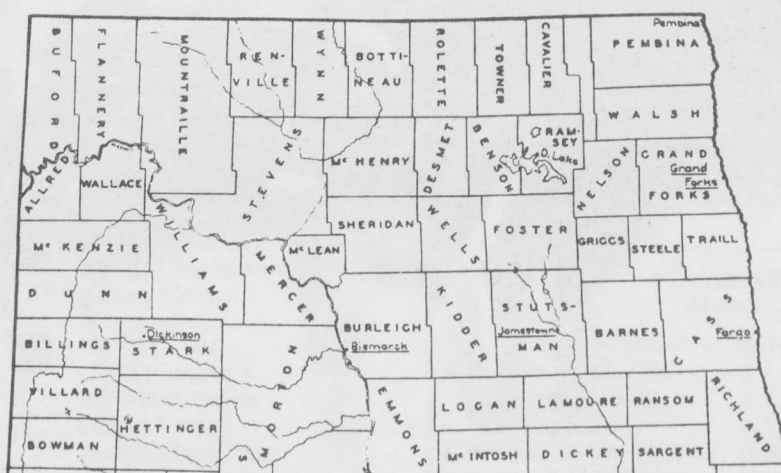 Pembina
PEMBINA
BUFORD
FLANNERY
MOUNTRAILLE
REN-
VILLE
WYNN
BOTTI-
NEAU
ROLETTE
TOWNER
CAVALIER
WALSH
ALLRED
WALLACE
STEVENS
McHENRY
DESMET
BENSON
RAM-
SEY
D. Lake
NELSON
GRAND
Grand
Forks
FORKS
McKENZIE
WILLIAMS
McLEAN
SHERIDAN
WELLS
FOSTER
GRIGGS
STEELE
TRAILL
DUNN
MERCER
BURLEIGH
Bismarck
KIDDER
STUTS-
Jamestown
MAN
BARNES
CASS
Fargo
BILLINGS
Dickinson
STARK
MORTON
VILLARD
HETTINGER
BOWMAN
EMMONS
LOGAN
LAMOURE
RANSOM
RICHLAND
McINTOSH
DICKEY
SARGENT
S